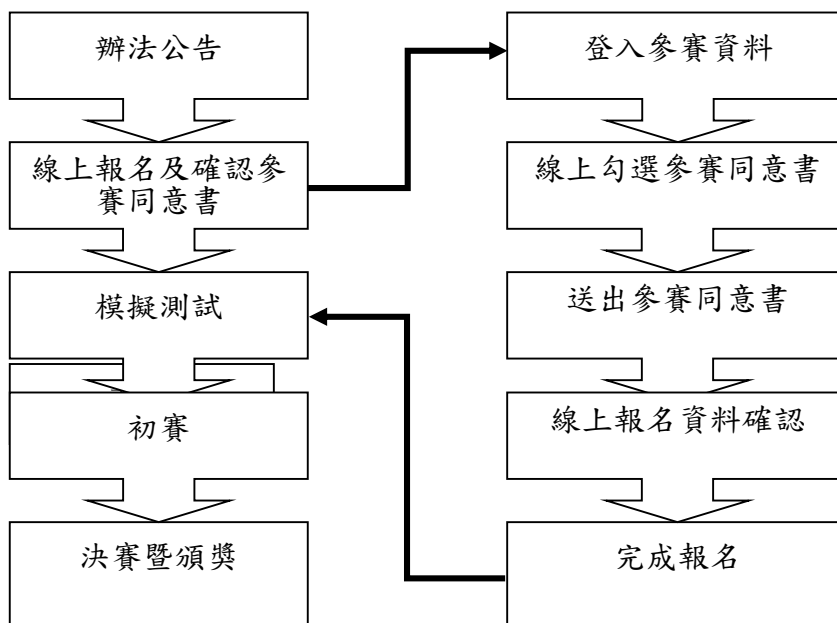 辦法公告
線上報名及確認參
賽同意書
模擬測試
初賽
決賽暨頒獎
登入參賽資料
線上勾選參賽同意書
送出參賽同意書
線上報名資料確認
完成報名